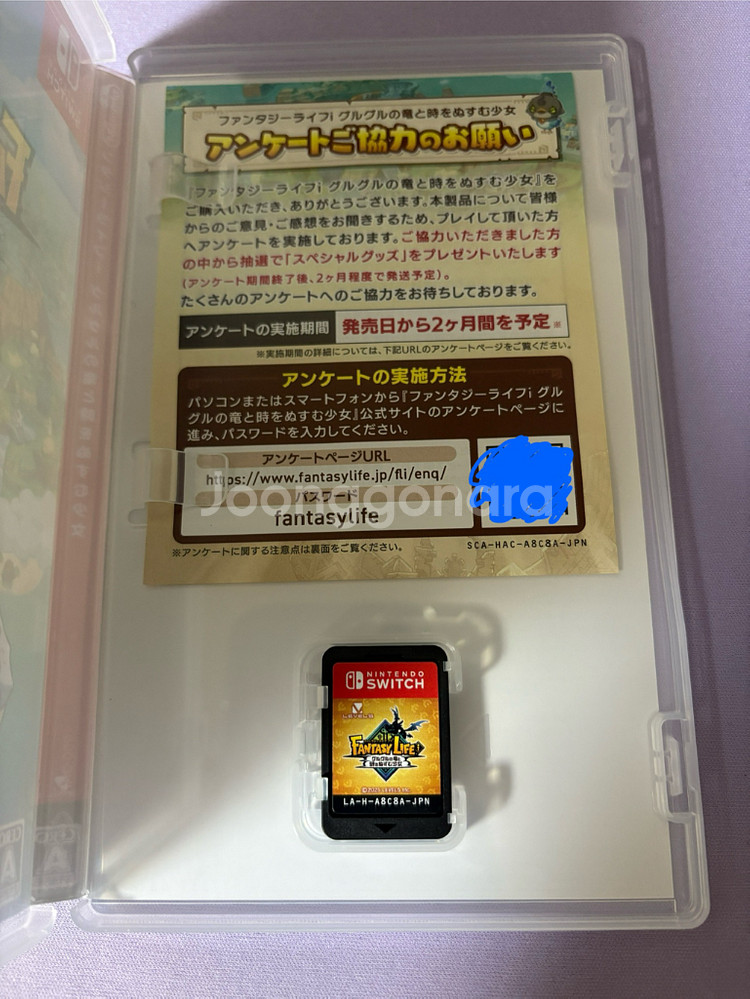 ファンタジーライフi グルグルの竜と時をぬすむ少女
アンケートご協力のお願い
『ファンタジーライフi グルグルの竜と時をぬすむ少女』を
ご購入いただき、ありがとうございます。本製品について皆様
からのご意見・ご感想をお聞きするため、プレイして頂いた方
へアンケートを実施しております。ご協力いただきました方
の中から抽選で「スペシャルグッズ」をプレゼントいたします
(アンケート期間終了後、2ヶ月程度で発送予定)。
たくさんのアンケートへのご協力をお待ちしております。
アンケートの実施期間 発売日から2ヶ月間を予定※
※実施期間の詳細については、下記URLのアンケートページをご覧ください。
アンケートの実施方法
パソコンまたはスマートフォンから『ファンタジーライフi グル
グルの竜と時をぬすむ少女』公式サイトのアンケートページに
進み、パスワードを入力してください。
アンケートページURL
https://www.fantasylife.jp/fli/enq/
パスワード
fantasylife
Joongonara
※アンケートに関する注意点は裏面をご覧ください。
SCA-HAC-A8C8A-JPN
NINTENDO
SWITCH
LEVEL5
FANTASY LIFE i
グルグルの竜と
時をぬすむ少女
LA-H-A8C8A-JPN